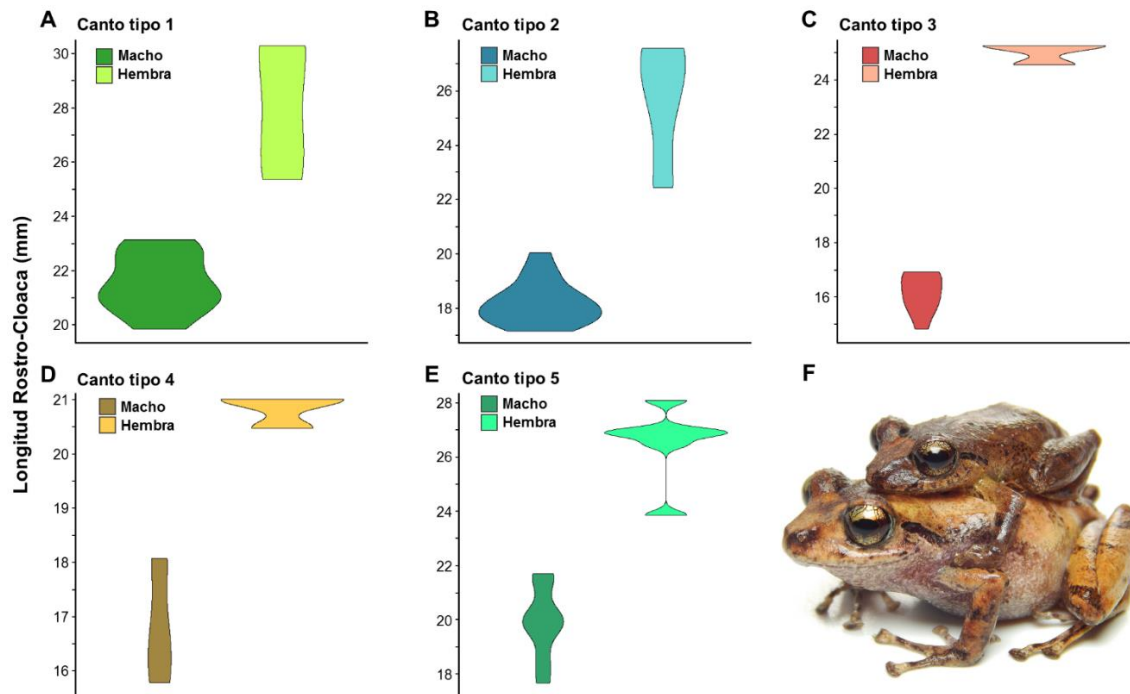 Longitud Rostro-Cloaca (mm)
A
Canto tipo 1
Macho
Hembra
30
28
26
24
22
20
B
Canto tipo 2
Macho
Hembra
26
24
22
20
18
C
Canto tipo 3
Macho
Hembra
24
22
20
18
16
D
Canto tipo 4
Macho
Hembra
21
20
19
18
17
16
E
Canto tipo 5
Macho
Hembra
28
26
24
22
20
18
F